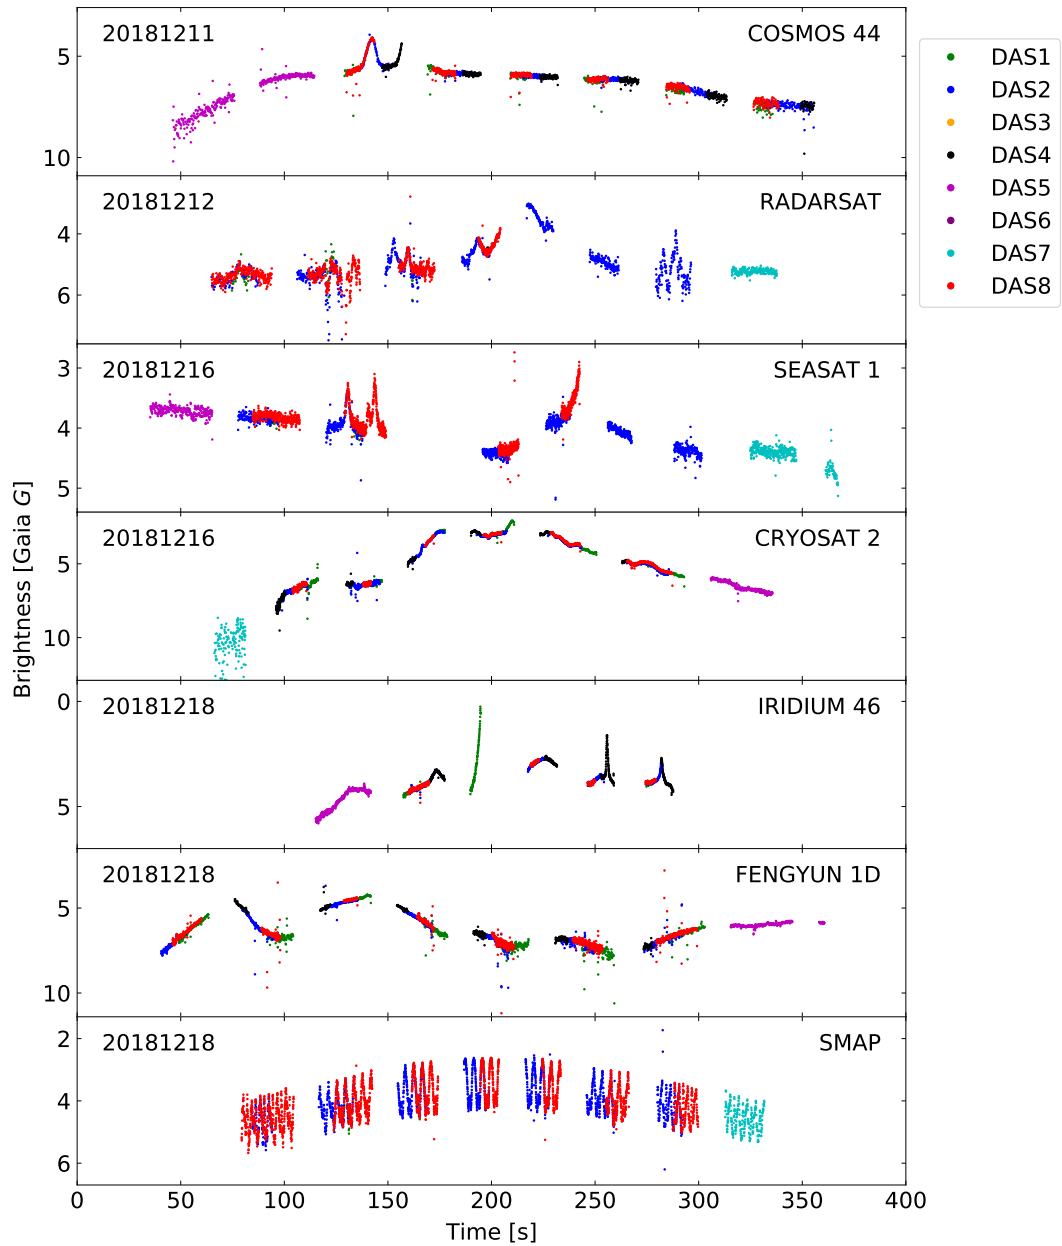 20181211 COSMOS 44
5
10
20181212 RADARSAT
4
6
20181216 SEASAT 1
3
4
5
20181216 CRYOSAT 2
5
10
20181218 IRIDIUM 46
0
5
20181218 FENGYUN 1D
5
10
20181218 SMAP
2
4
6
0 50 100 150 200 250 300 350 400
Time [s]
Brightness [Gaia G]
DAS1
DAS2
DAS3
DAS4
DAS5
DAS6
DAS7
DAS8